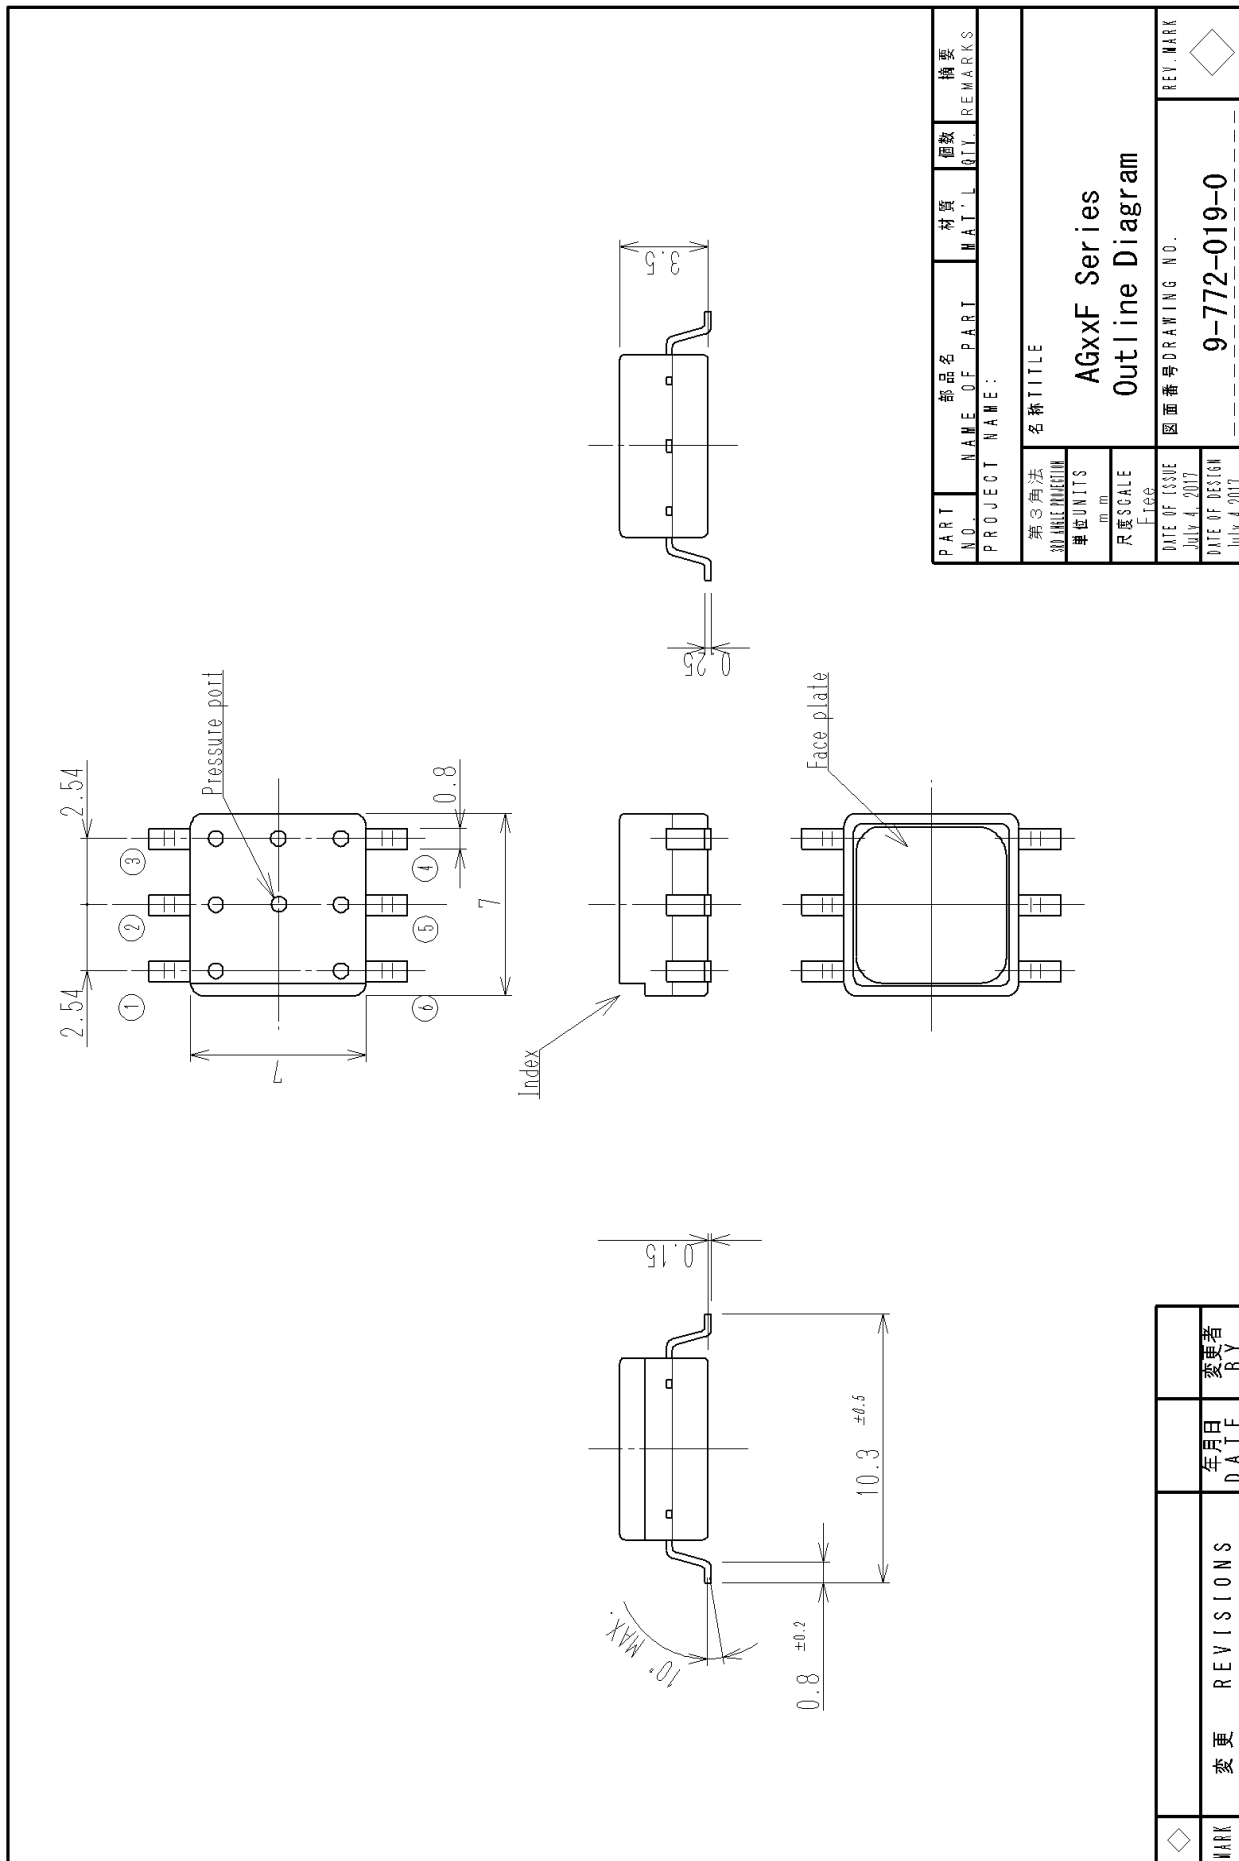 2.54
2.54
①
②
③
④
⑤
⑥
Pressure port
7
7
0.8
Index
Face plate
3.5
0.25
0.15
10° MAX.
0.8 ±0.2
10.3 ±0.5
PART NO.
部品名
NAME OF PART
材質
MAT'L
個数
QTY.
摘要
REMARKS
PROJECT NAME:
第3角法
3RD ANGLE PROJECTION
単位UNITS
mm
尺度SCALE
Free
名称TITLE
AGxxF Series
Outline Diagram
DATE OF ISSUE
July 4, 2017
DATE OF DESIGN
July 4 2017
図面番号DRAWING NO.
9-772-019-0
REV. MARK
MARK
変更 REVISIONS
年月日
DATE
変更者
BY